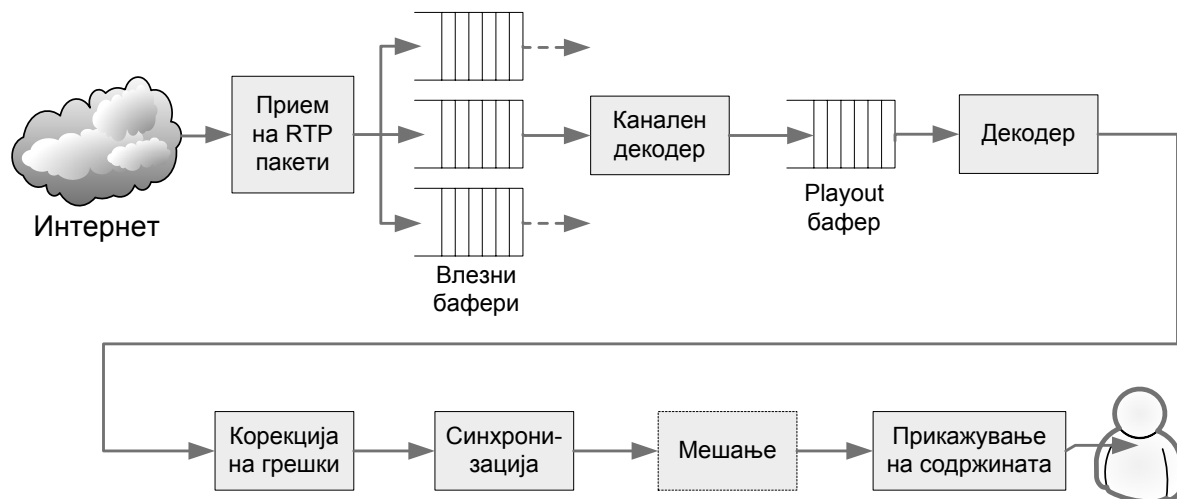 Интернет
Прием
на RTP
пакети
Влезни
бафери
Канален
декодер
Playout
бафер
Декодер
Корекција
на грешки
Синхрони-
зација
Мешање
Прикажување
на содржината